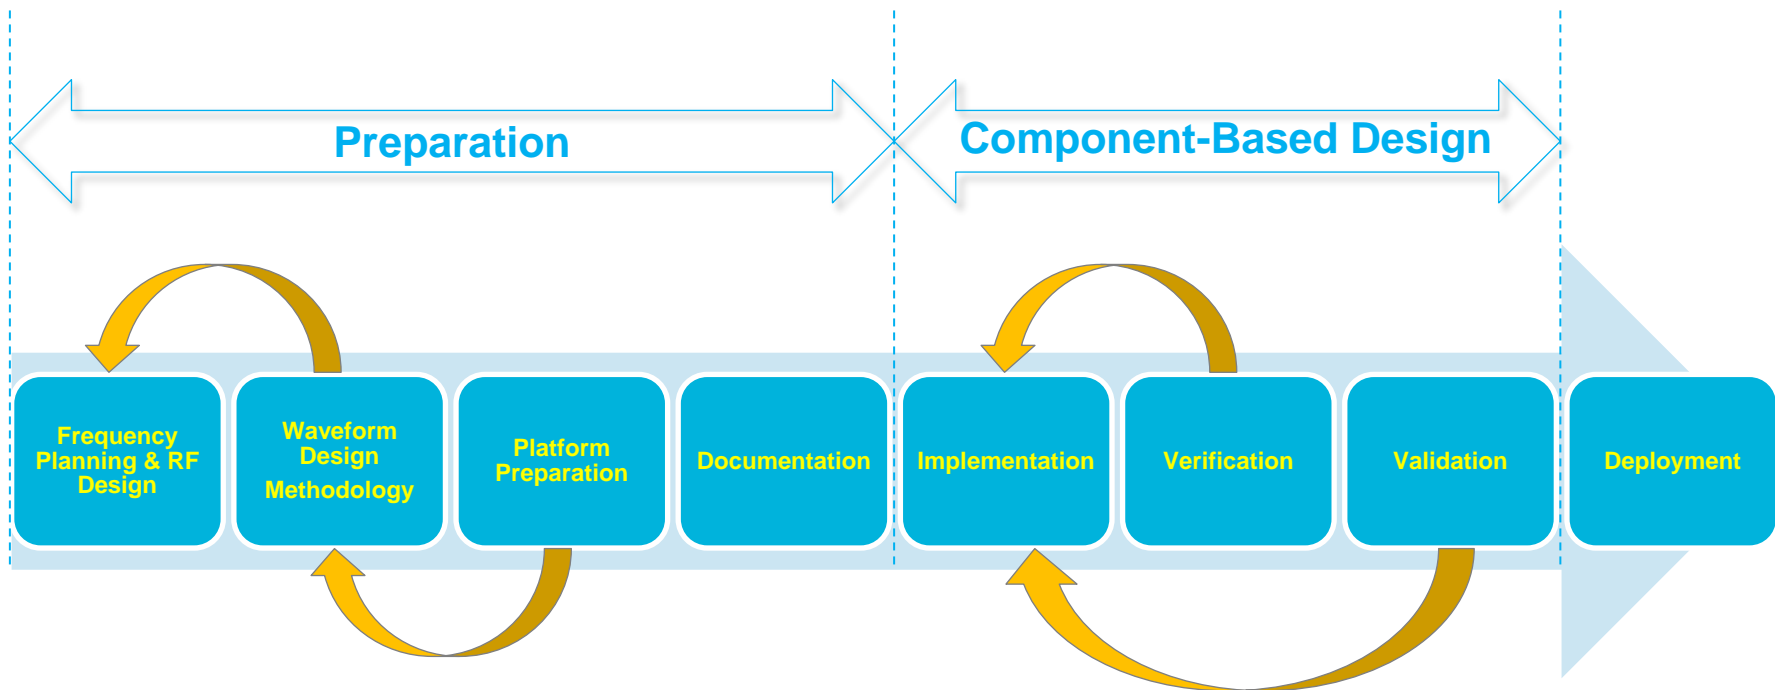 Preparation
Component-Based Design
Frequency
Planning & RF
Design
Waveform
Design
Methodology
Platform
Preparation
Documentation
Implementation
Verification
Validation
Deployment